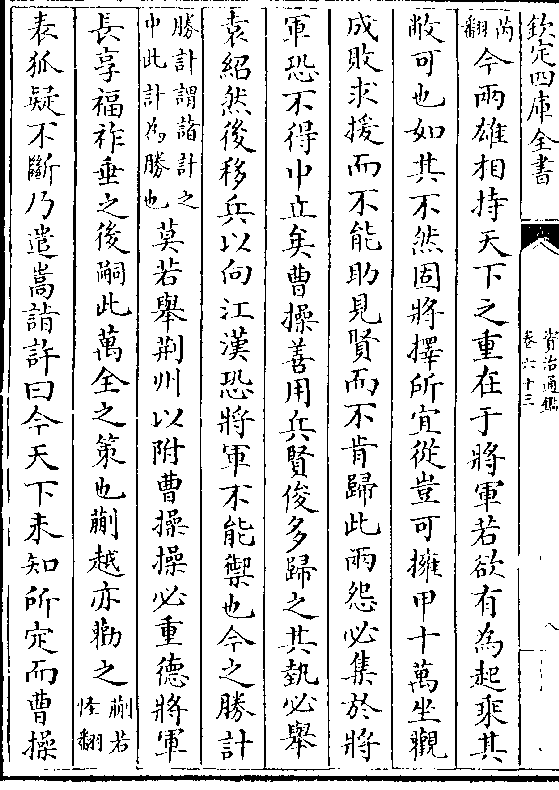 欽定四庫全書
資治通鑑
卷六十三
八
芮
翻今兩雄相持天下之重在于將軍若欲有為起乘其
敝可也如其不然固將擇所宜從豈可擁甲十萬坐觀
成敗求援而不能助見賢而不肯歸此兩怨必集於將
軍恐不得中立矣曹操善用兵賢俊多歸之其埶必舉
袁紹然後移兵以向江漢恐將軍不能禦也今之勝計
勝計謂諸計之
中此計為勝也莫若舉荆州以附曹操操必重德將軍
長享福祚垂之後嗣此萬全之策也蒯越亦勸之蒯若
怪翻
表狐疑不斷乃遣嵩詣許曰今天下未知所定而曹操